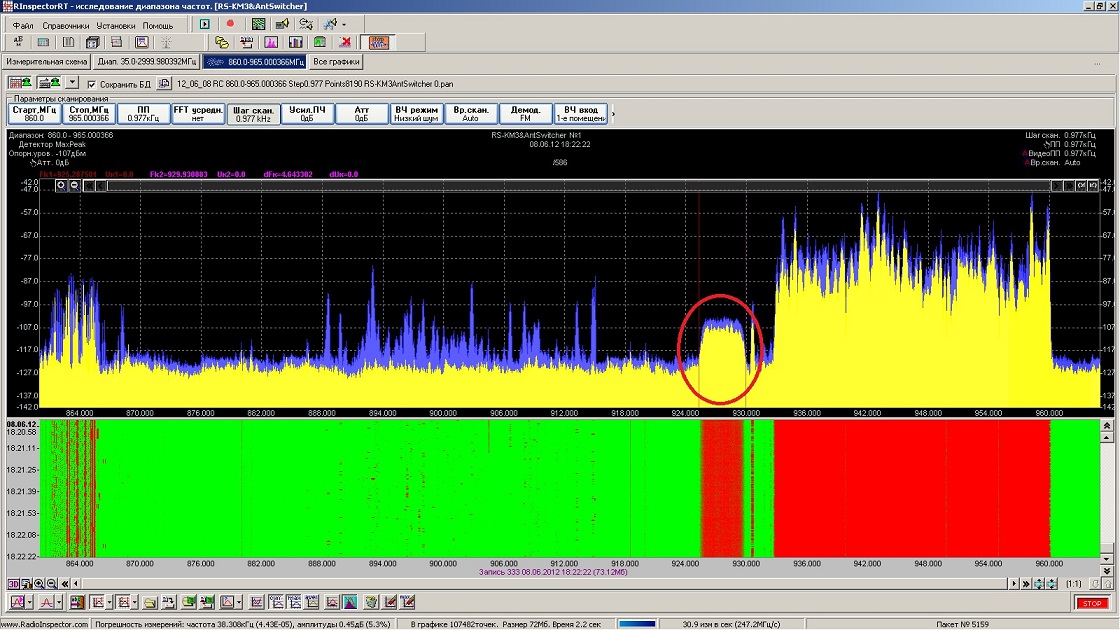 RInspectorRT - исследование диапазона частот. [RS-KM3&AntSwitcher]
Файл Справочники Установки Помощь
Измерительная схема Диап. 35.0-2999.980392МГц 860.0-965.000366МГц Все графики
Сохранить БД 12_06_08 RC 860.0-965.000366 Step0.977 Points8190 RS-KM3AntSwitcher 0.pan
Параметры сканирования
Старт,МГц Стоп,МГц ПП FFT усредн. Шаг скан. Усил.ПЧ Атт ВЧ режим Вр.скан. Демод. ВЧ вход
860.0 965.000366 0.977кГц нет 0.977 kHz 0дБ 0дБ Низкий шум Auto FM 1-е помещени
Диапазон: 860.0 - 965.000366 RS-KM3&AntSwitcher №1 Шаг скан. 0.977кГц
Детектор MaxPeak 08.06.12 18:22:22 ПП 0.977кГц
Опорн.уров. -107дБм ВидеоПП 0.977кГц
Атт. 0дБ /586 Вр.скан. Auto
Fk1=925.287501 Uк1=0.0 Fk2=929.930883 Uк2=0.0 dFк=4.643382 dUк=0.0
-42.0
-47.0
-57.0
-67.0
-77.0
-87.0
-97.0
-107.0
-117.0
-127.0
-137.0
-142.0
864.000 870.000 876.000 882.000 888.000 894.000 900.000 906.000 912.000 918.000 924.000 930.000 936.000 942.000 948.000 954.000 960.000
08.06.12
18.20.58
18.21.11
18.21.25
18.21.39
18.21.53
18.22.08
18.22.22
864.000 870.000 876.000 882.000 888.000 894.000 900.000 906.000 912.000 918.000 924.000 930.000 936.000 942.000 948.000 954.000 960.000
Запись 333 08.06.2012 18:22:22 (73.12Мб)
3D [1:1]
STOP
www.RadioInspector.com Погрешность измерений: частота 38.308кГц (4.43E-05), амплитуды 0.45дБ (5.3%) В графике 107482точек. Размер 72Мб. Время 2.2 сек 30.9 изм в сек (247.2МГц/с) Пакет № 5159